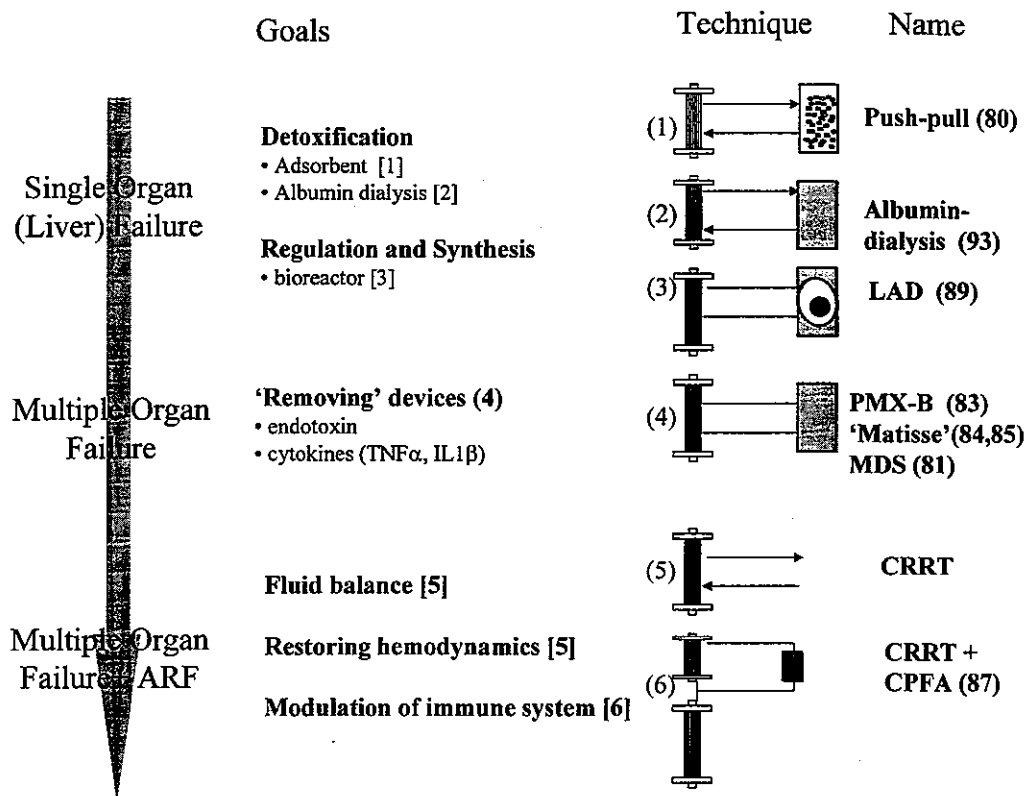 Goals
Technique
Name
Single Organ
(Liver) Failure
Detoxification
• Adsorbent [1]
• Albumin dialysis [2]
Regulation and Synthesis
• bioreactor [3]
(1)
Push-pull (80)
(2)
Albumin-
dialysis (93)
(3)
LAD (89)
Multiple Organ
Failure
‘Removing’ devices (4)
• endotoxin
• cytokines (TNFα, IL1β)
(4)
PMX-B (83)
‘Matisse’(84,85)
MDS (81)
Multiple Organ
Failure ARF
Fluid balance [5]
Restoring hemodynamics [5]
Modulation of immune system [6]
(5)
CRRT
(6)
CRRT +
CPFA (87)